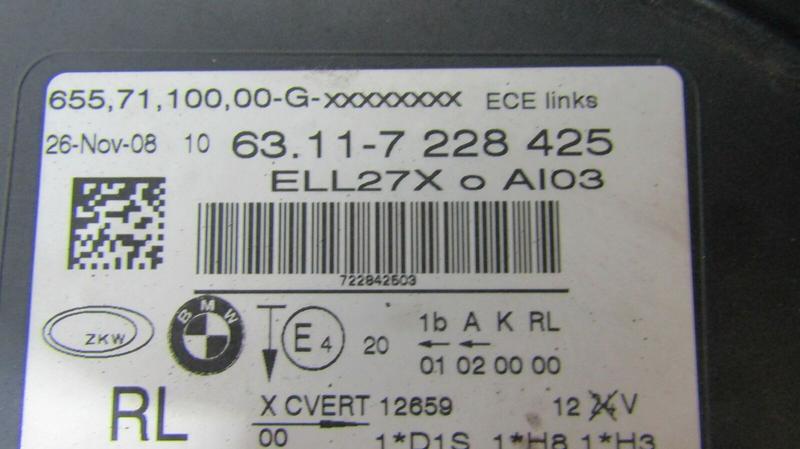 655,71,100,00-G-xxxxxxxx ECE links
26-Nov-08 10 63.11-7 228 425
ELL27X o AI03
722842503
ZKW BMW E4 20 1b A K RL
01 02 00 00
RL X CVERT 12659 12 24 V
00 1*D1S 1*H8 1*H3